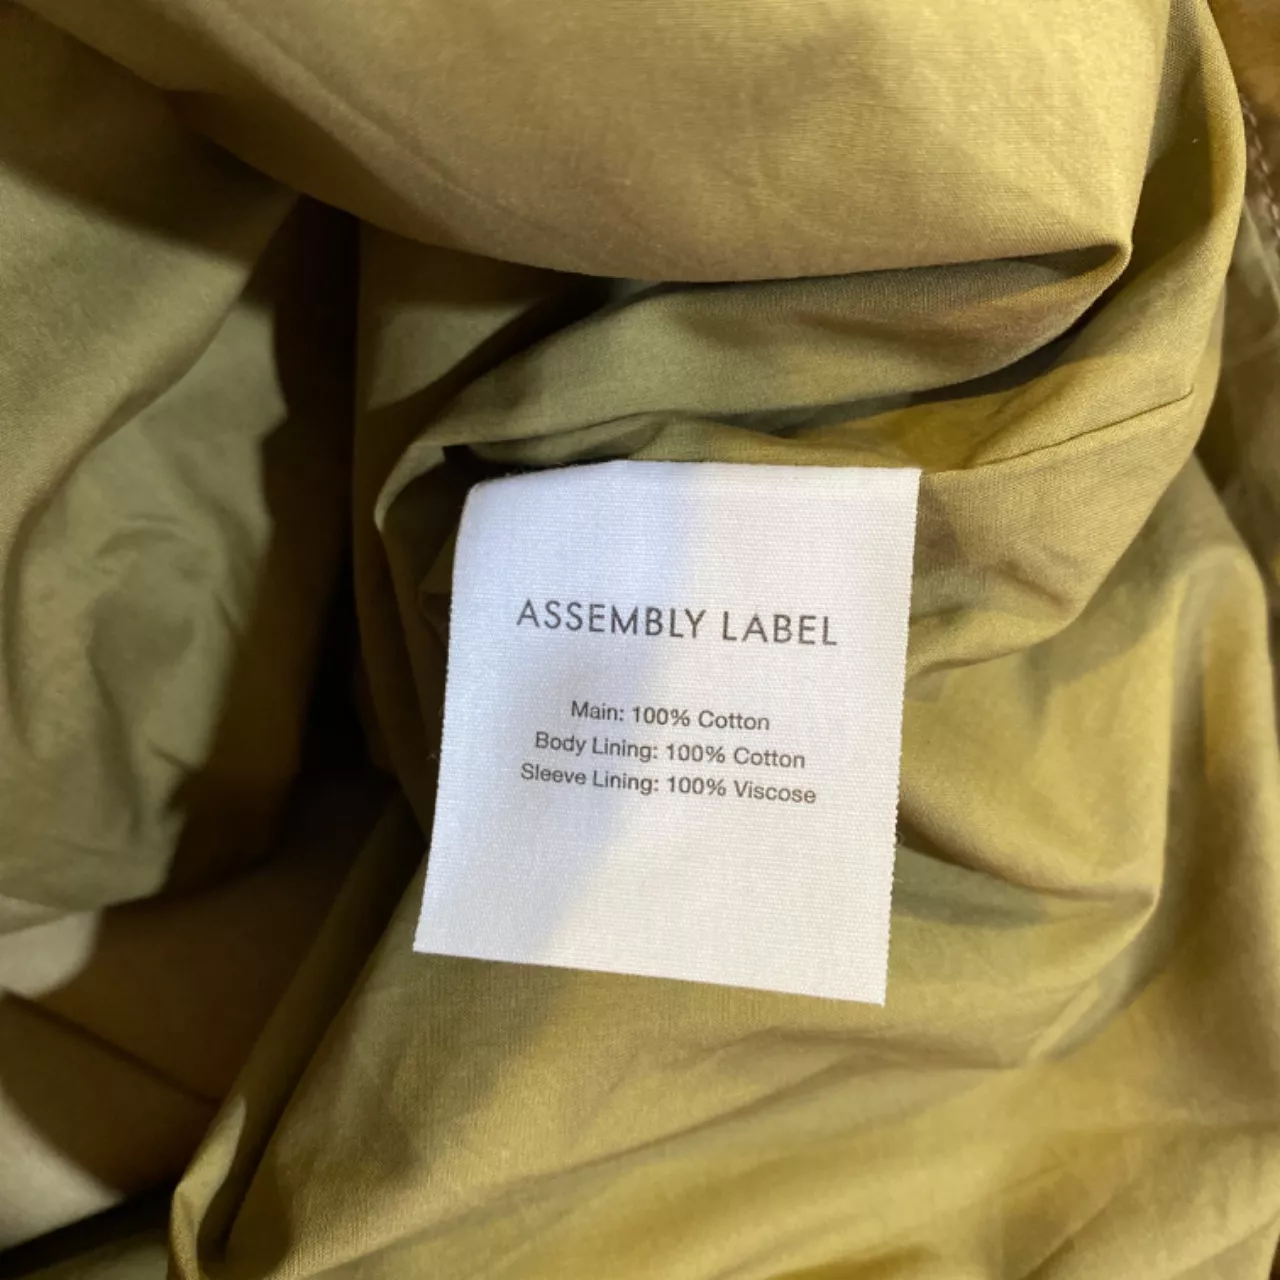 ASSEMBLY LABEL
Main: 100% Cotton
Body Lining: 100% Cotton
Sleeve Lining: 100% Viscose